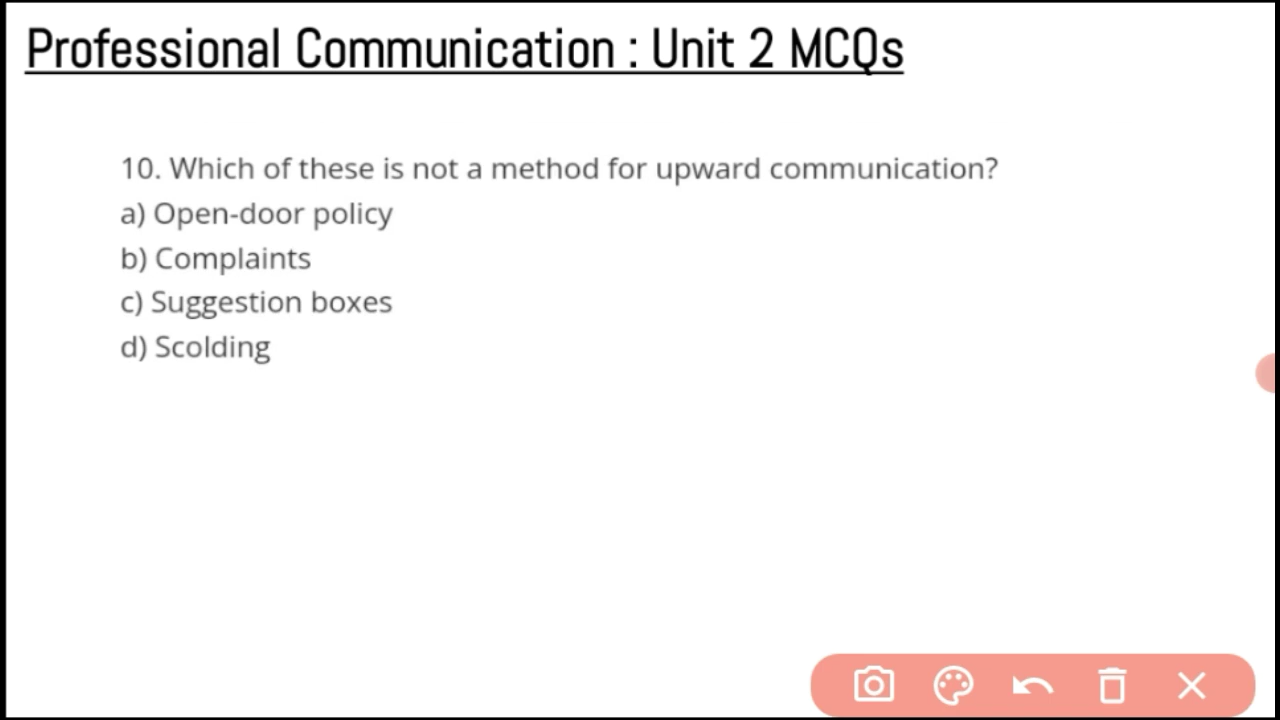 Professional Communication : Unit 2 MCQs
10. Which of these is not a method for upward communication?
a) Open-door policy
b) Complaints
c) Suggestion boxes
d) Scolding